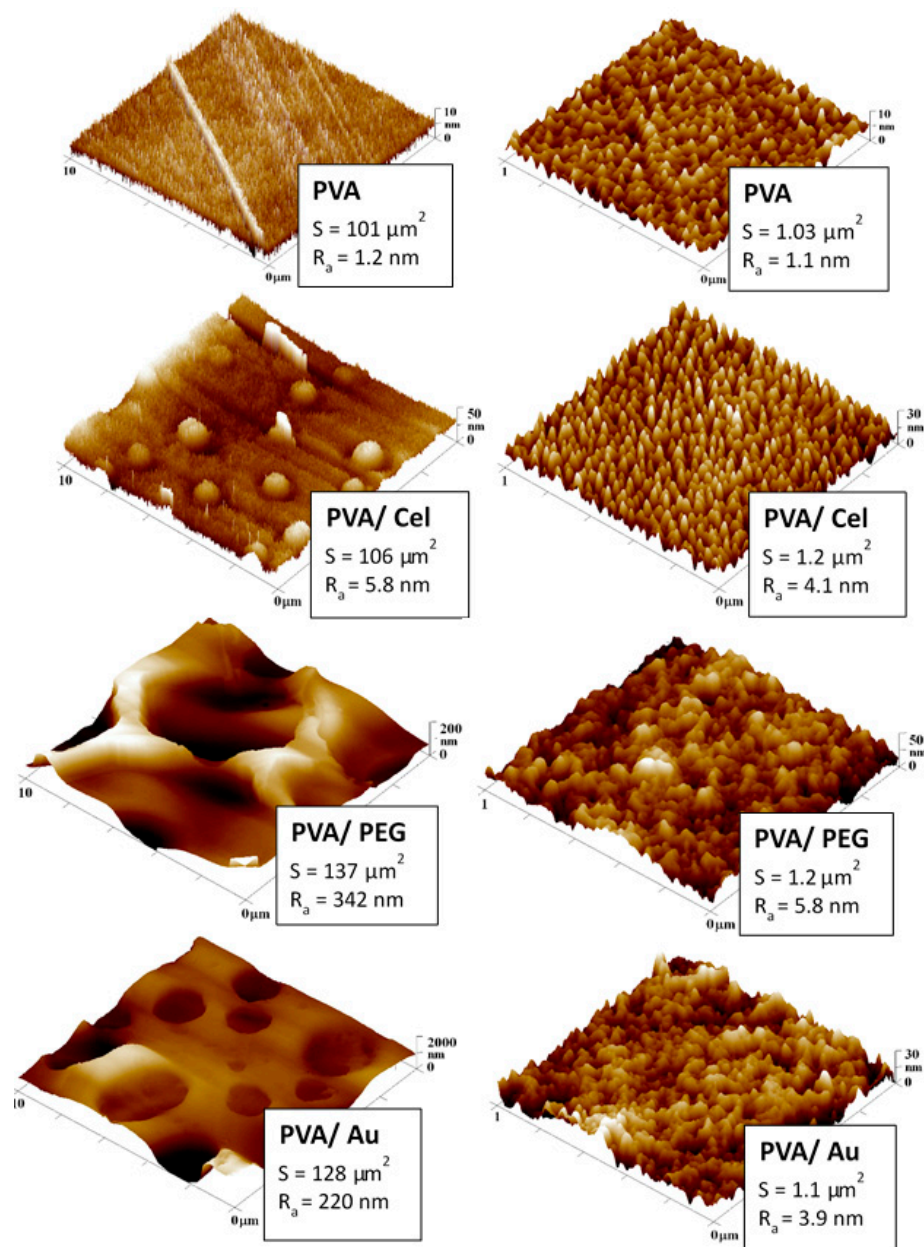 10
nm
0
10
0μm
PVA
S = 101 μm²
Rₐ = 1.2 nm
10
nm
0
1
0μm
PVA
S = 1.03 μm²
Rₐ = 1.1 nm
50
nm
0
10
0μm
PVA/ Cel
S = 106 μm²
Rₐ = 5.8 nm
30
nm
0
1
0μm
PVA/ Cel
S = 1.2 μm²
Rₐ = 4.1 nm
200
nm
0
10
0μm
PVA/ PEG
S = 137 μm²
Rₐ = 342 nm
50
nm
0
1
0μm
PVA/ PEG
S = 1.2 μm²
Rₐ = 5.8 nm
2000
nm
0
10
0μm
PVA/ Au
S = 128 μm²
Rₐ = 220 nm
30
nm
0
1
0μm
PVA/ Au
S = 1.1 μm²
Rₐ = 3.9 nm